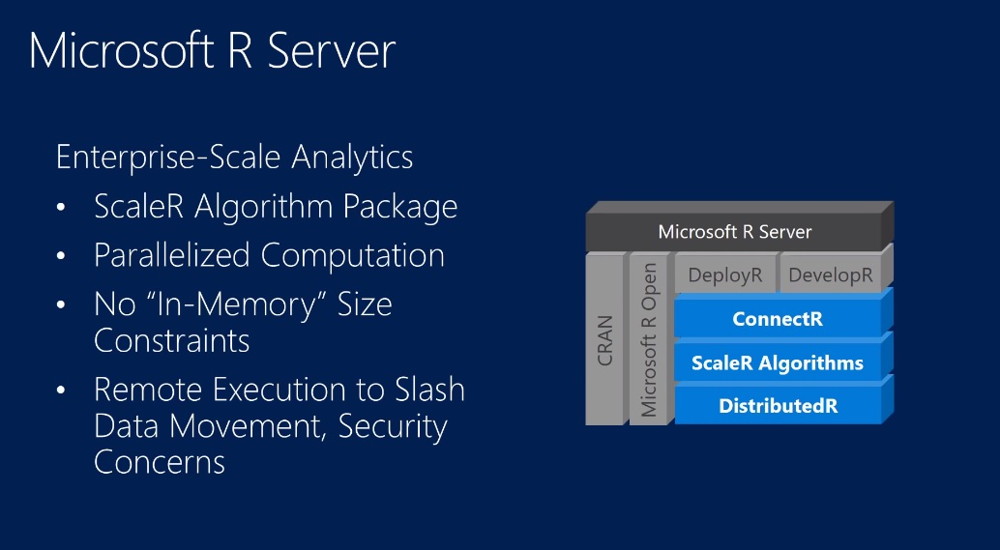 Microsoft R Server
Enterprise-Scale Analytics
• ScaleR Algorithm Package
• Parallelized Computation
• No “In-Memory” Size
Constraints
• Remote Execution to Slash
Data Movement, Security
Concerns
Microsoft R Server
CRAN
Microsoft R Open
DeployR
DevelopR
ConnectR
ScaleR Algorithms
DistributedR